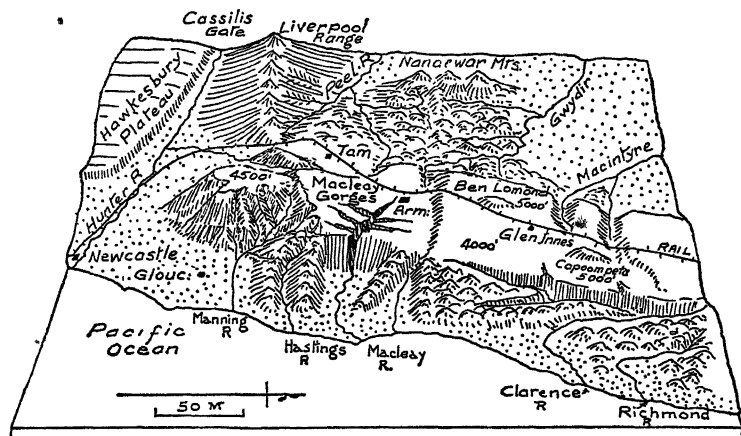 Cassilis
Gate
Liverpool
Range
Hawkesbury
Plateau
Peel R
Nandewar Mts.
Gwydir
Macintyre
Hunter R
4500'
Tam.
Macleay
Gorges
Arm.
Ben Lomond
5000'
Glen Innes
4000'
RAIL
Capoompeta
5000'
Newcastle
Glouc.
Pacific
Ocean
Manning
R
Hastings
R
Macleay
R.
Clarence
R
Richmond
R
50 M